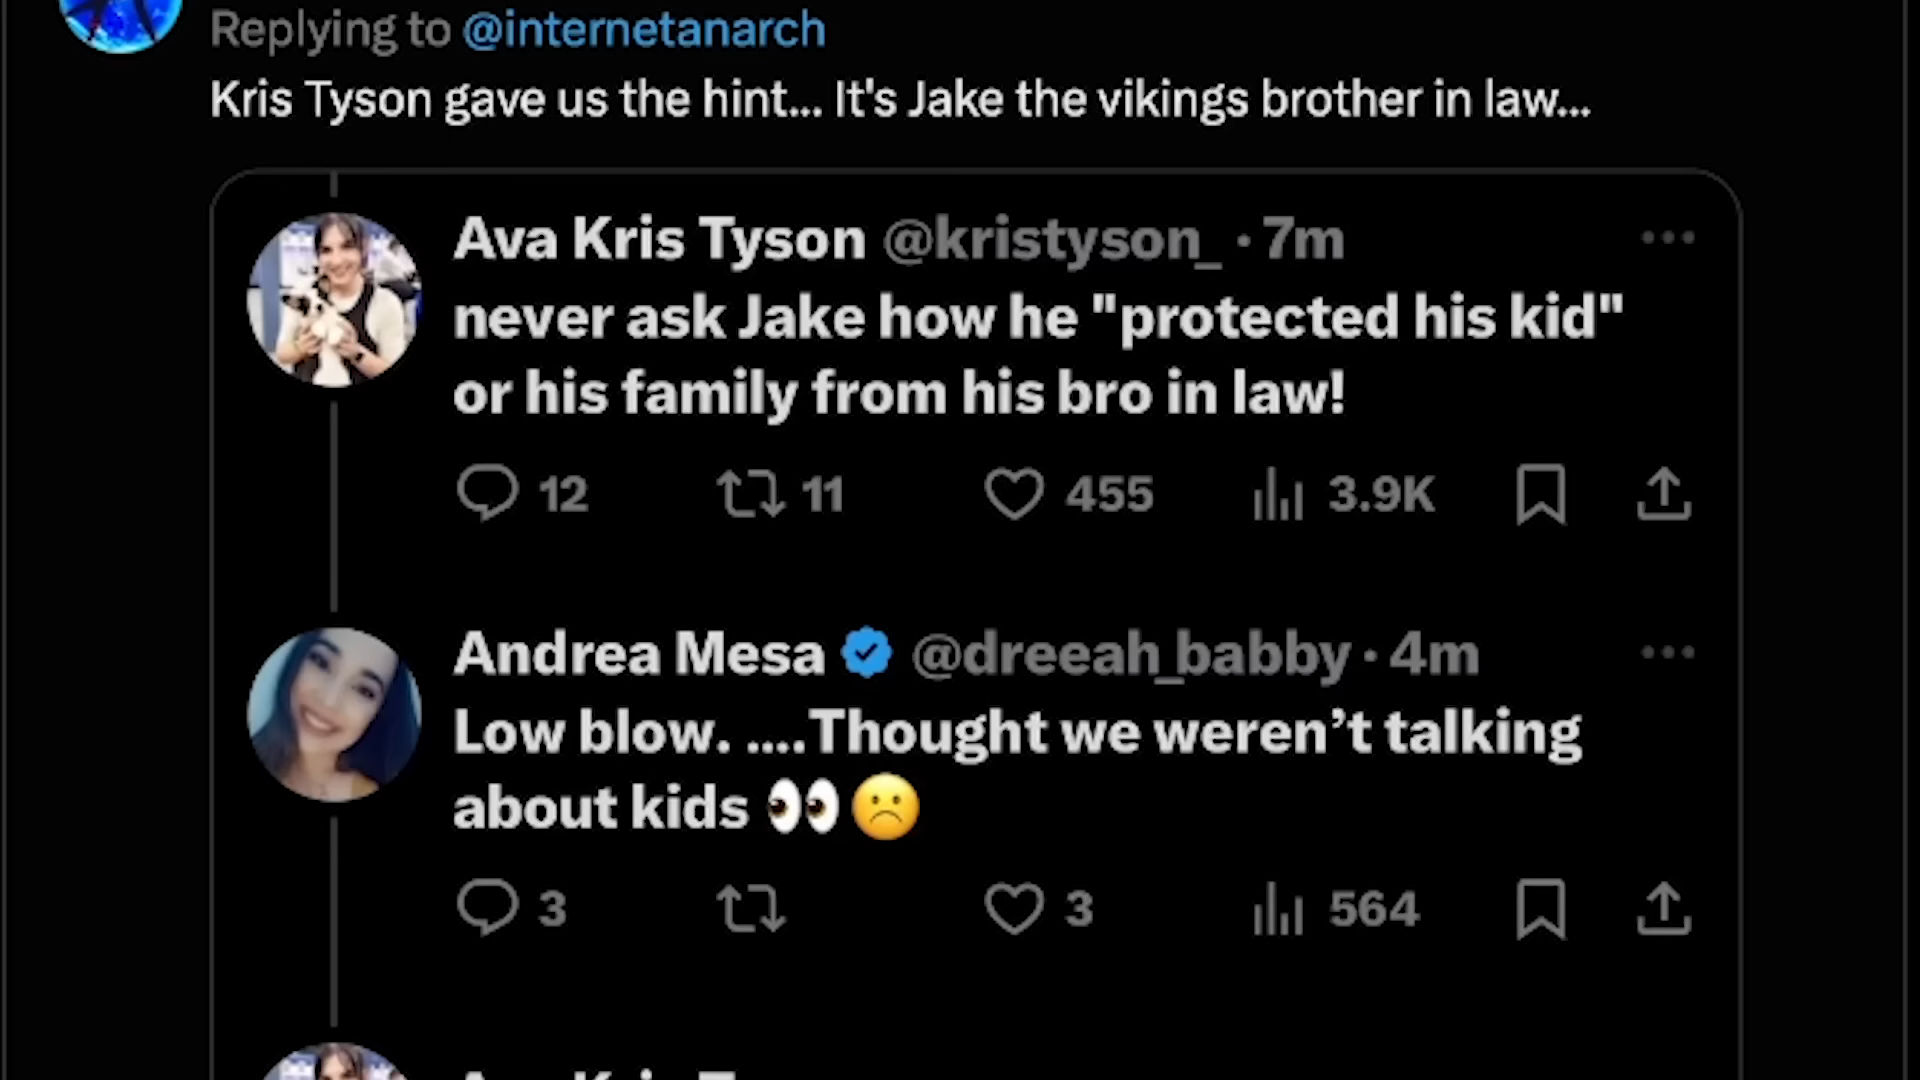 Replying to @internetanarch
Kris Tyson gave us the hint... It's Jake the vikings brother in law...
Ava Kris Tyson @kristyson_ · 7m
never ask Jake how he "protected his kid"
or his family from his bro in law!
12 11 455 3.9K
Andrea Mesa @dreeah_babby · 4m
Low blow. ....Thought we weren’t talking
about kids 👀☹️
3 3 564